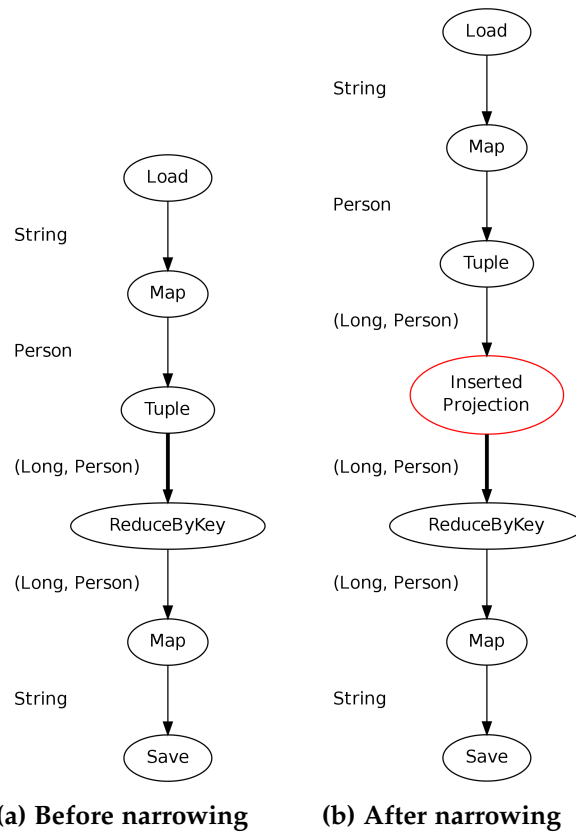 Load
String
Map
Person
Tuple
(Long, Person)
ReduceByKey
(Long, Person)
Map
String
Save
a) Before narrowing
Load
String
Map
Person
Tuple
(Long, Person)
Inserted
Projection
(Long, Person)
ReduceByKey
(Long, Person)
Map
String
Save
(b) After narrowing